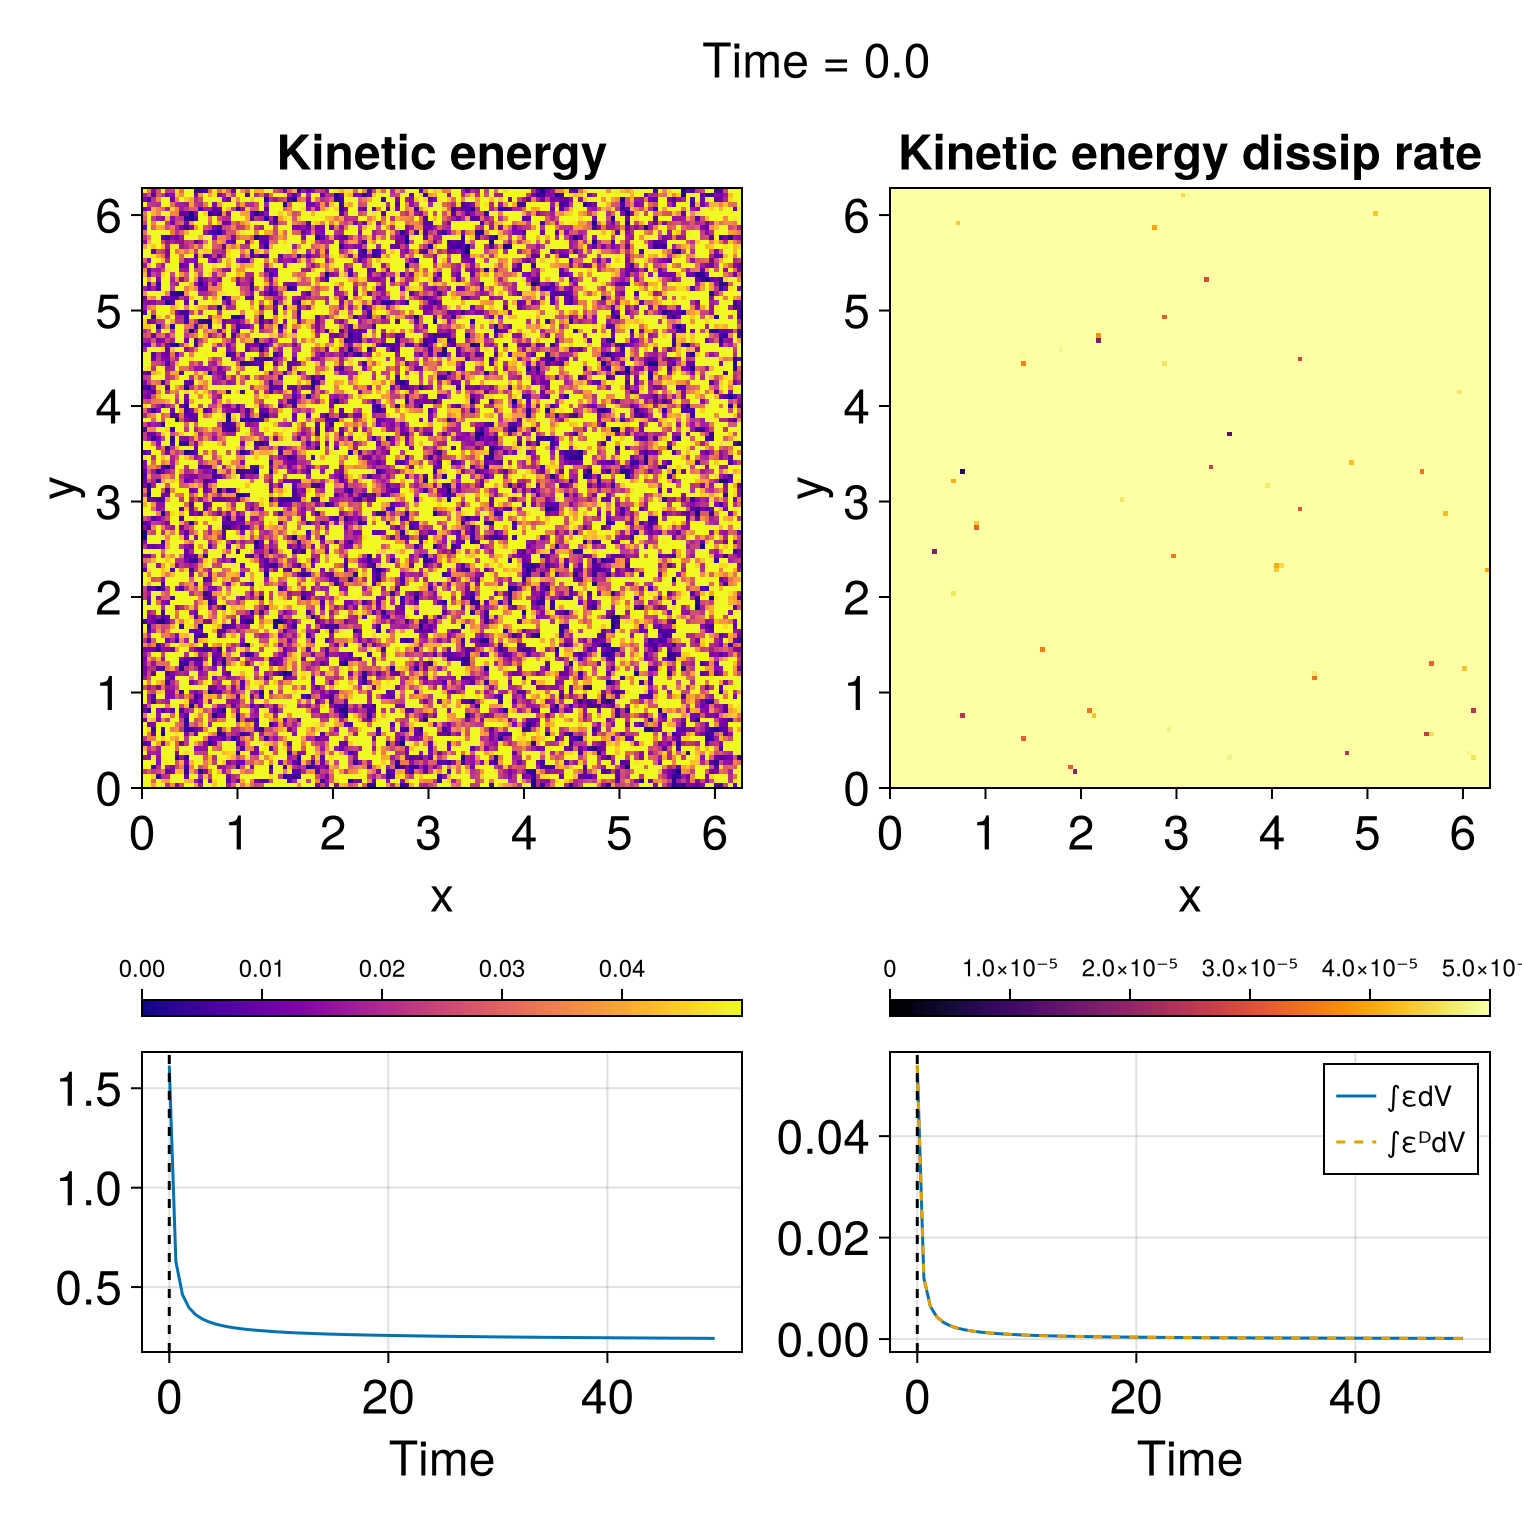 Time = 0.0
Kinetic energy
Kinetic energy dissip rate
6
5
4
3
2
1
0
y
0 1 2 3 4 5 6
x
6
5
4
3
2
1
0
y
0 1 2 3 4 5 6
x
0.00 0.01 0.02 0.03 0.04
0 1.0×10⁻⁵ 2.0×10⁻⁵ 3.0×10⁻⁵ 4.0×10⁻⁵ 5.0×10⁻
1.5
1.0
0.5
0 20 40
Time
0.04
0.02
0.00
∫εdV
∫εᴰdV
0 20 40
Time